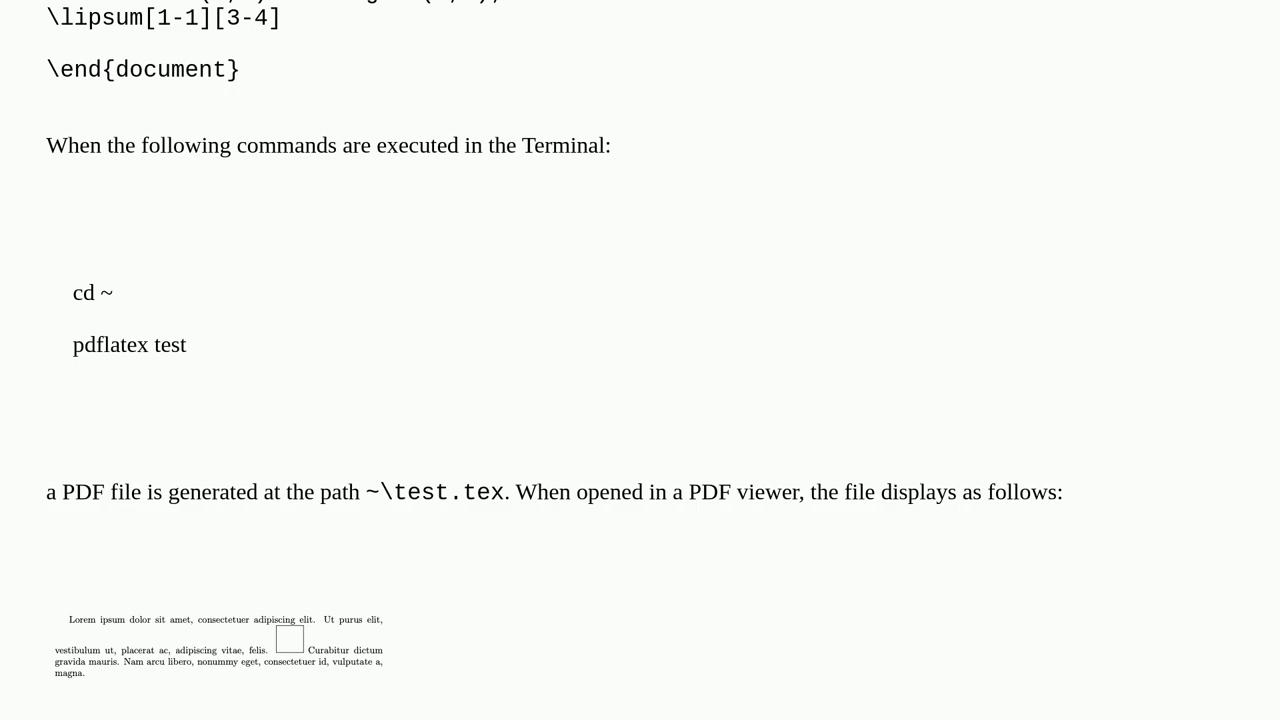 \lipsum[1-1][3-4]
\end{document}
When the following commands are executed in the Terminal:
cd ~
pdflatex test
a PDF file is generated at the path ~\test.tex. When opened in a PDF viewer, the file displays as follows:
Lorem ipsum dolor sit amet, consectetuer adipiscing elit. Ut purus elit,
vestibulum ut, placerat ac, adipiscing vitae, felis. Curabitur dictum
gravida mauris. Nam arcu libero, nonummy eget, consectetuer id, vulputate a,
magna.